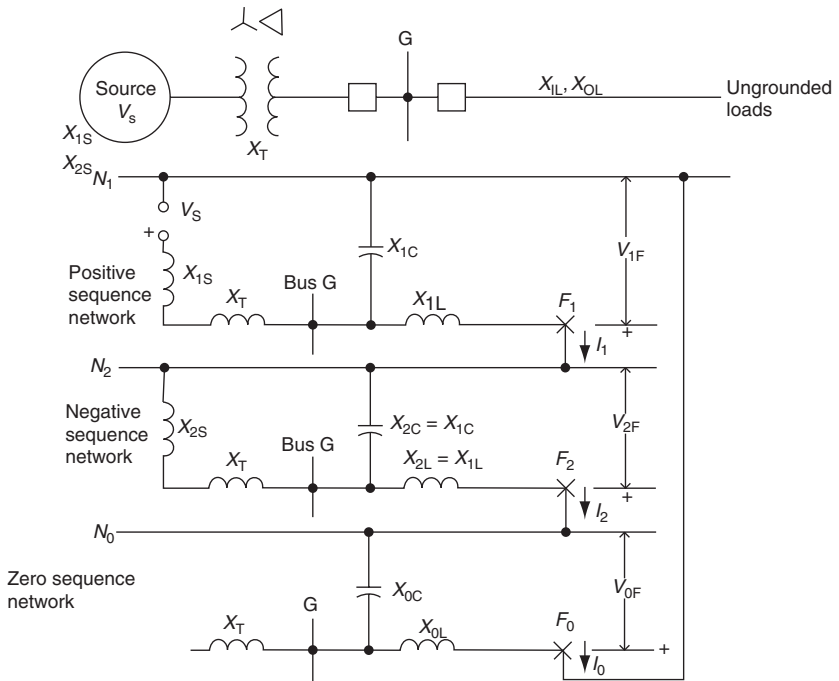 G
Source
V_s
X_IL, X_OL
Ungrounded
loads
X_1S
X_T
X_2S
N_1
V_S
+
X_1C
V_1F
X_1S
Positive
sequence
network
X_T
Bus G
X_1L
F_1
+
I_1
N_2
Negative
sequence
network
X_2S
X_2C = X_1C
V_2F
X_T
Bus G
X_2L = X_1L
F_2
+
I_2
N_0
Zero sequence
network
X_0C
V_0F
G
X_T
X_0L
F_0
+
I_0